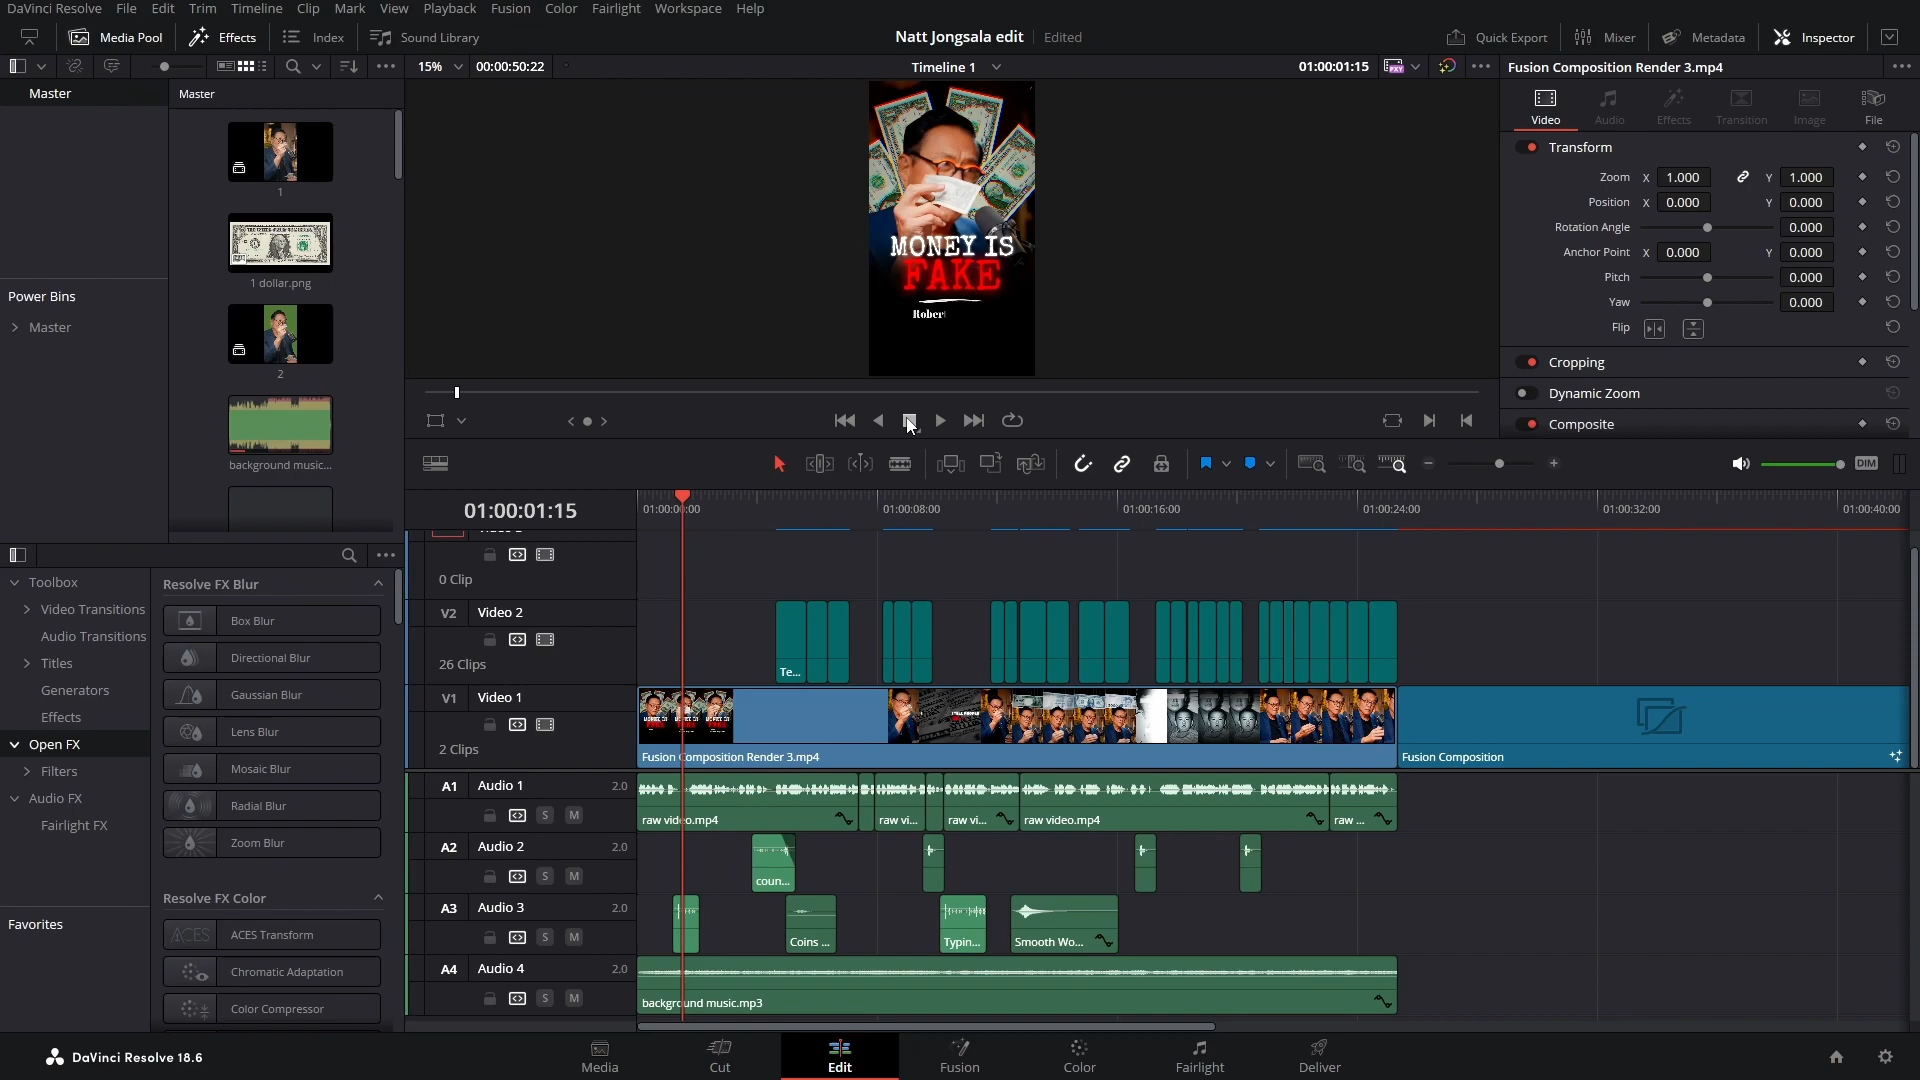 DaVinci Resolve File Edit Trim Timeline Clip Mark View Playback Fusion Color Fairlight Workspace Help
Media Pool Effects Index Sound Library Natt Jongsala edit Edited Quick Export Mixer Metadata Inspector
15% 00:00:50:22 Timeline 1 01:00:01:15 Fusion Composition Render 3.mp4
Master
Master
1
1 dollar.png
2
background music...
Power Bins
Master
MONEY IS
FAKE
Rober
Video Audio Effects Transition Image File
Transform
Zoom X 1.000 Y 1.000
Position X 0.000 Y 0.000
Rotation Angle 0.000
Anchor Point X 0.000 Y 0.000
Pitch 0.000
Yaw 0.000
Flip
Cropping
Dynamic Zoom
Composite
DIM
Toolbox
Video Transitions
Audio Transitions
Titles
Generators
Effects
Open FX
Filters
Audio FX
Fairlight FX
Favorites
Resolve FX Blur
Box Blur
Directional Blur
Gaussian Blur
Lens Blur
Mosaic Blur
Radial Blur
Zoom Blur
Resolve FX Color
ACES ACES Transform
Chromatic Adaptation
Color Compressor
01:00:01:15
01:00:00:00 01:00:08:00 01:00:16:00 01:00:24:00 01:00:32:00 01:00:40:00
0 Clip
V2 Video 2
26 Clips
Te...
V1 Video 1
2 Clips
Fusion Composition Render 3.mp4
Fusion Composition
A1 Audio 1 2.0
S M
raw video.mp4 raw vi... raw vi... raw video.mp4 raw ...
A2 Audio 2 2.0
S M
coun...
A3 Audio 3 2.0
S M
Coins ... Typin... Smooth Wo...
A4 Audio 4 2.0
S M
background music.mp3
DaVinci Resolve 18.6
Media Cut Edit Fusion Color Fairlight Deliver